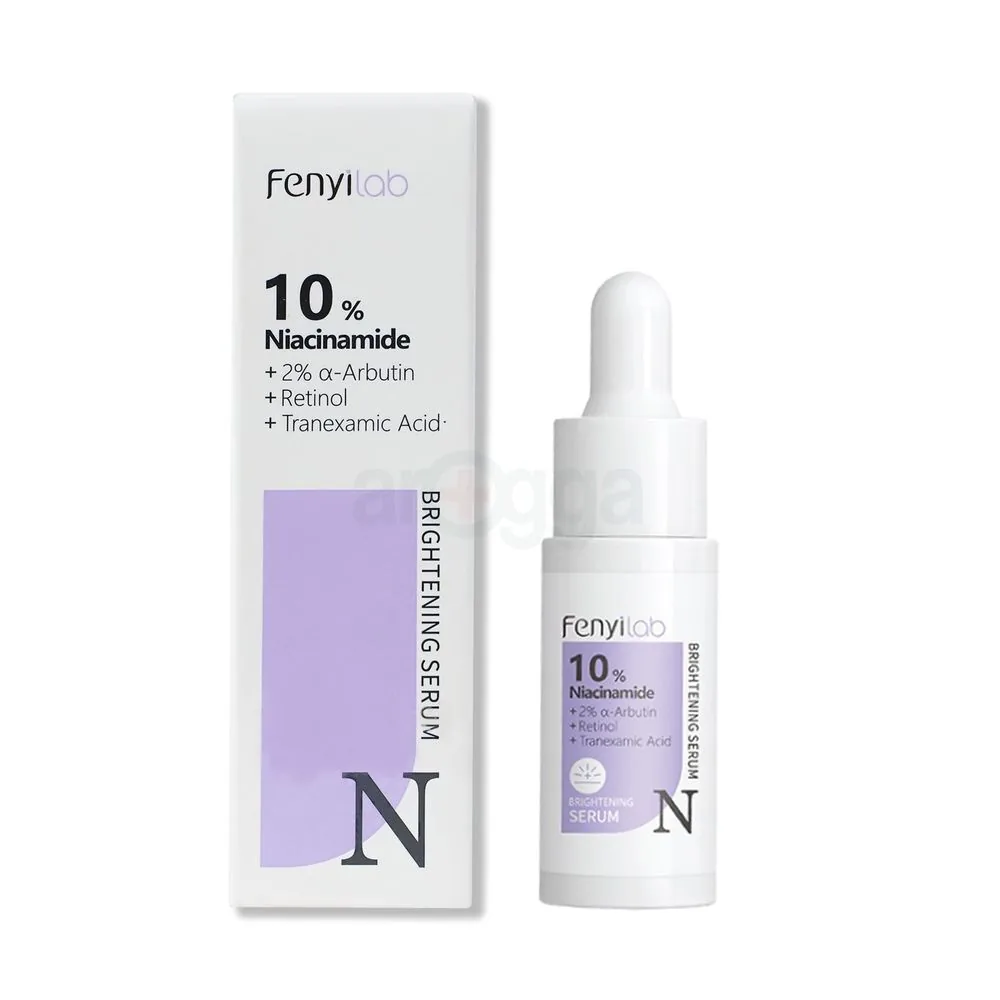 Fenyilab
10%
Niacinamide
+ 2% α-Arbutin
+ Retinol
+ Tranexamic Acid·
BRIGHTENING SERUM
N
arogga
Fenyilab
10%
Niacinamide
+ 2% α-Arbutin
+ Retinol
+ Tranexamic Acid
BRIGHTENING SERUM
BRIGHTENING
SERUM
N